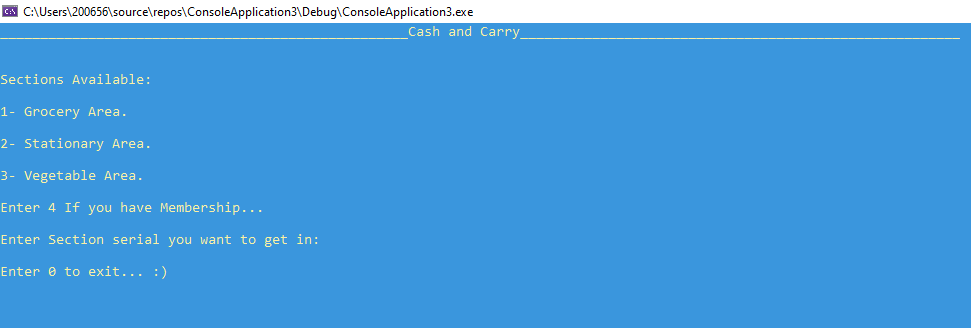 C:\Users\200656\source\repos\ConsoleApplication3\Debug\ConsoleApplication3.exe
___________________________________________________Cash and Carry_______________________________________________________
Sections Available:
1- Grocery Area.
2- Stationary Area.
3- Vegetable Area.
Enter 4 If you have Membership...
Enter Section serial you want to get in:
Enter 0 to exit... :)